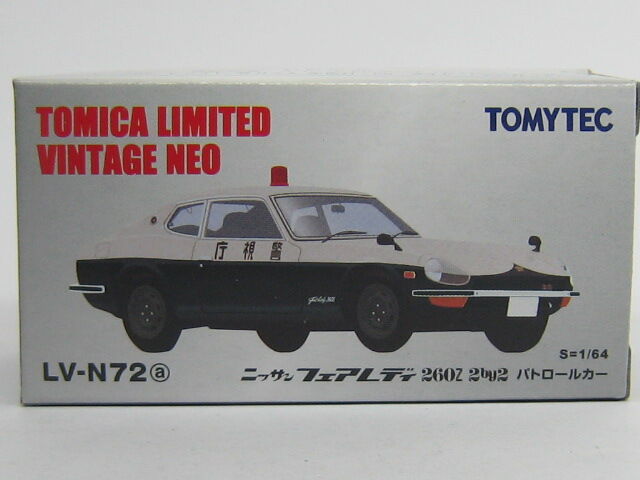 TOMICA LIMITED
VINTAGE NEO
TOMYTEC
庁視警
S=1/64
LV-N72ⓐ
ニッサン フェアレディ 260Z 2by2 パトロールカー